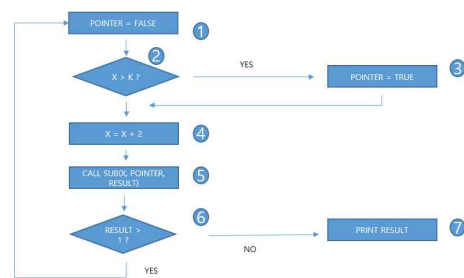 POINTER = FALSE
1
2
X > K ?
YES
POINTER = TRUE
3
X = X + 2
4
CALL SUB(X, POINTER,
RESULT)
5
RESULT >
1 ?
6
NO
PRINT RESULT
7
YES